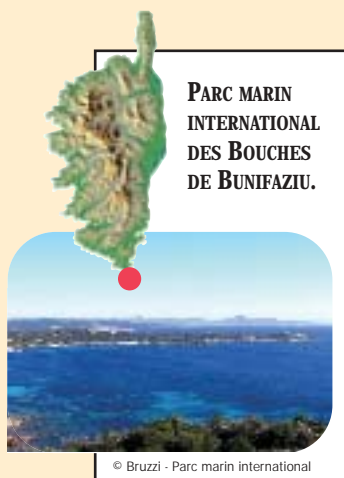 PARC MARIN
INTERNATIONAL
DES BOUCHES
DE BUNIFAZIU.
© Bruzzi - Parc marin international